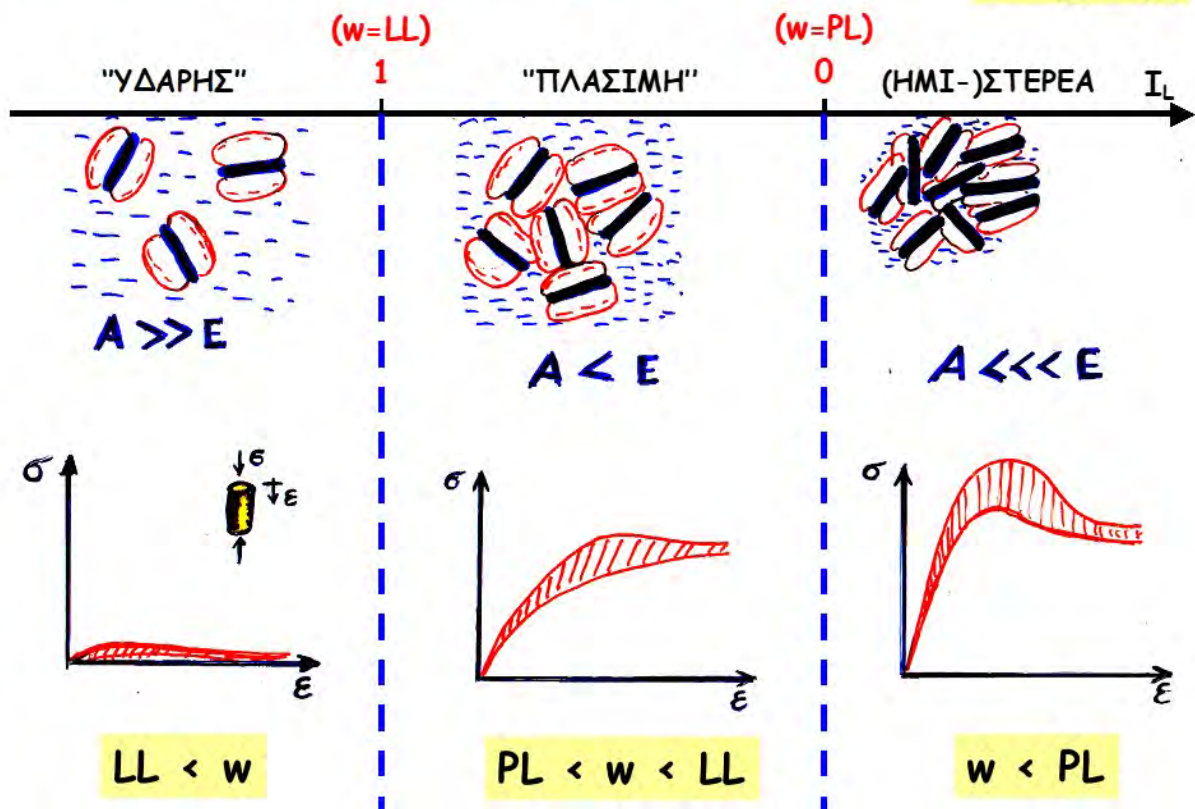 (w=LL) (w=PL)
"ΥΔΑΡΗΣ" 1 "ΠΛΑΣΙΜΗ" 0 (ΗΜΙ-)ΣΤΕΡΕΑ I_L
A >> E A < E A <<< E
σ σ ε ε
σ ε
σ ε
LL < w PL < w < LL w < PL